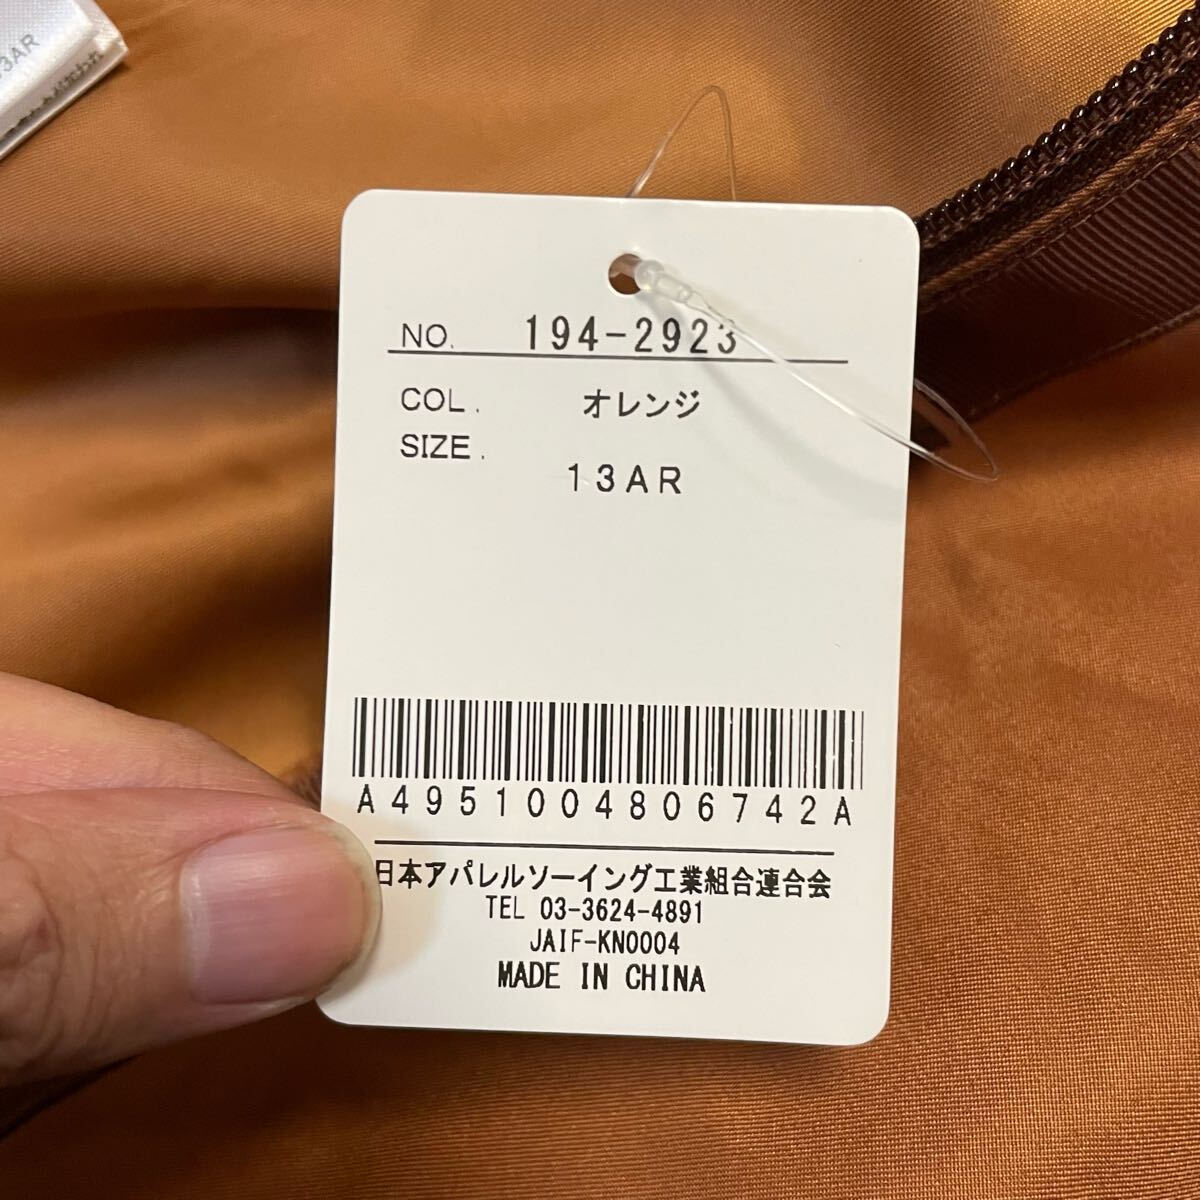 13AR
NO. 194-2923
COL. オレンジ
SIZE.
13AR
A4951004806742A
日本アパレルソーイング工業組合連合会
TEL 03-3624-4891
JAIF-KN0004
MADE IN CHINA